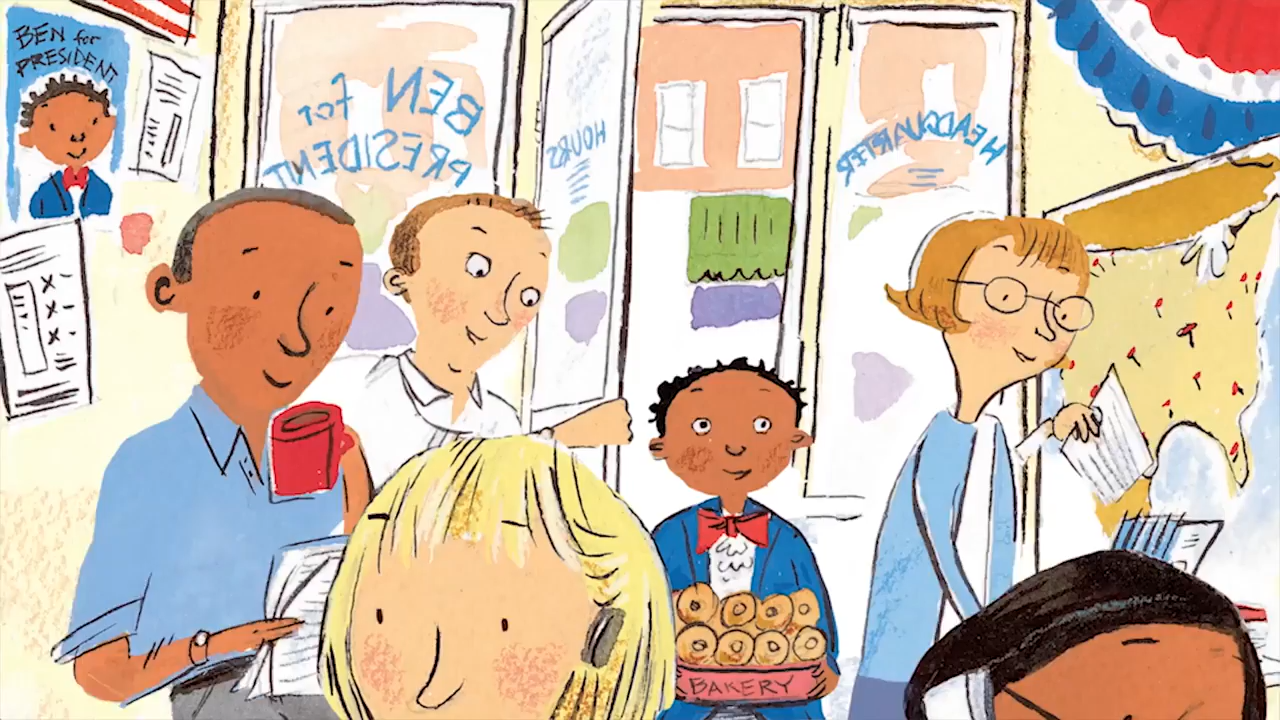 BEN for
PRESIDENT
BEN for
PRESIDENT
HOURS
HEADQUARTER
BAKERY